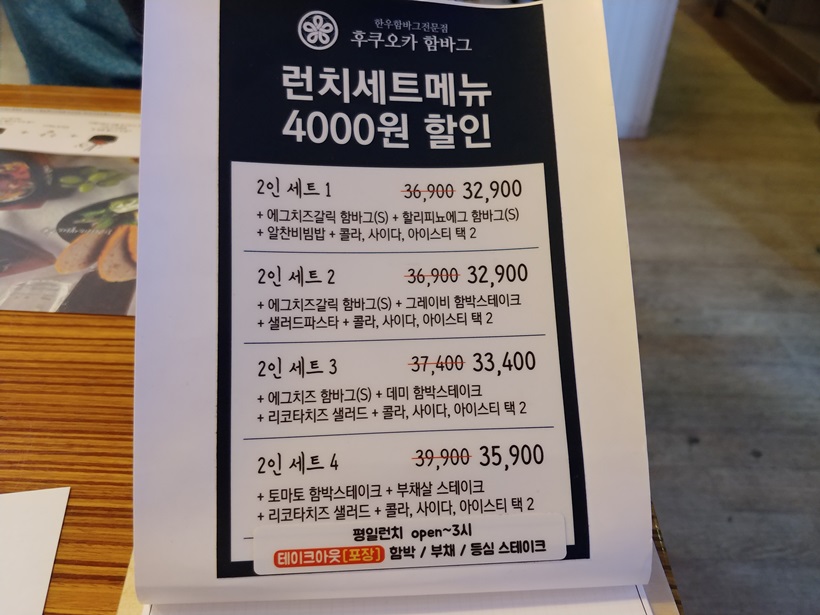 한우함바그전문점
후쿠오카 함바그
런치세트메뉴
4000원 할인
2인 세트 1 36,900 32,900
+ 에그치즈갈릭 함바그(S) + 할리피뇨에그 함바그(S)
+ 알찬비빔밥 + 콜라, 사이다, 아이스티 택 2
2인 세트 2 36,900 32,900
+ 에그치즈갈릭 함바그(S) + 그레이비 함박스테이크
+ 샐러드파스타 + 콜라, 사이다, 아이스티 택 2
2인 세트 3 37,400 33,400
+ 에그치즈 함바그(S) + 데미 함박스테이크
+ 리코타치즈 샐러드 + 콜라, 사이다, 아이스티 택 2
2인 세트 4 39,900 35,900
+ 토마토 함박스테이크 + 부채살 스테이크
+ 리코타치즈 샐러드 + 콜라, 사이다, 아이스티 택 2
평일런치 open~3시
테이크아웃[포장] 함박 / 부채 / 등심 스테이크